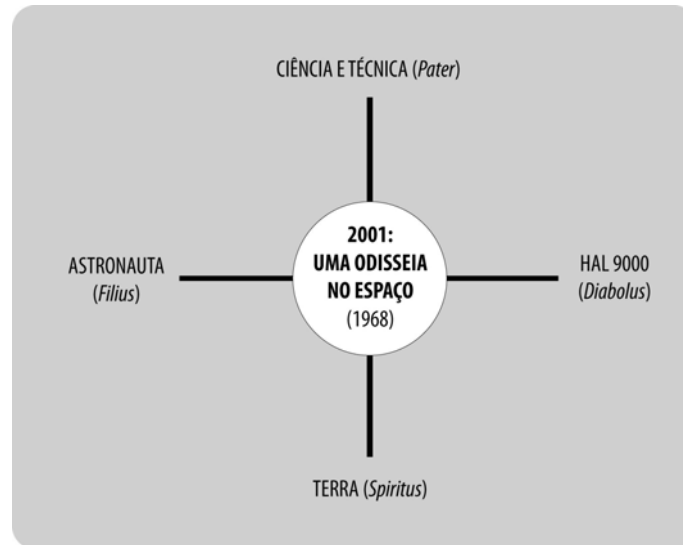 CIÊNCIA E TÉCNICA (Pater)
2001:
UMA ODISSEIA
NO ESPAÇO
(1968)
ASTRONAUTA
(Filius)
HAL 9000
(Diabolus)
TERRA (Spiritus)